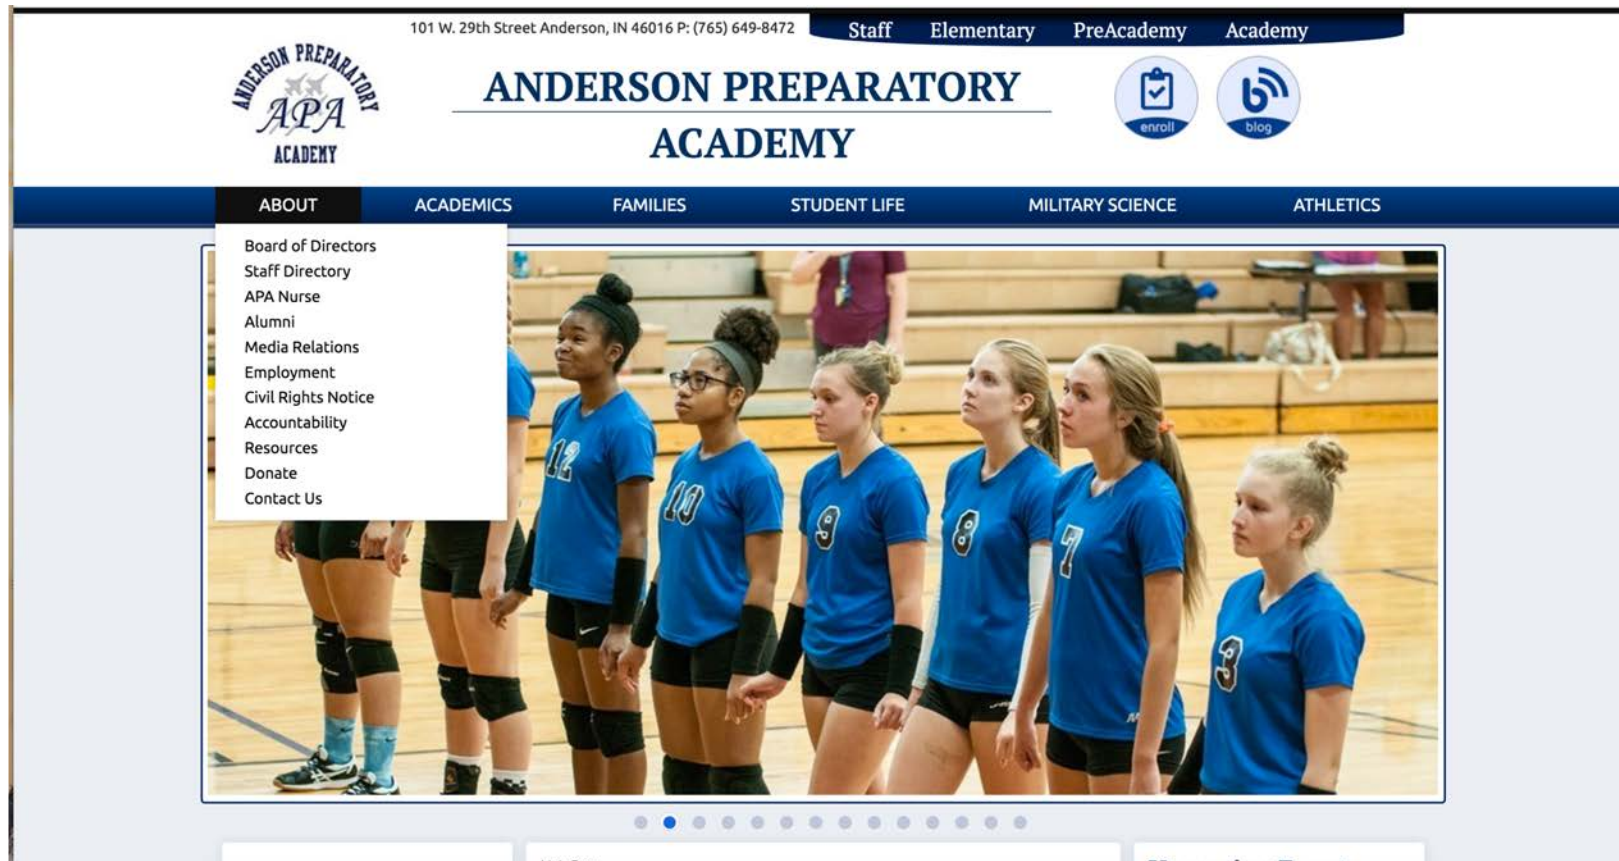 101 W. 29th Street Anderson, IN 46016 P: (765) 649-8472
Staff Elementary PreAcademy Academy
ANDERSON PREPARATORY
APA
ACADEMY
ANDERSON PREPARATORY
ACADEMY
enroll
blog
ABOUT ACADEMICS FAMILIES STUDENT LIFE MILITARY SCIENCE ATHLETICS
Board of Directors
Staff Directory
APA Nurse
Alumni
Media Relations
Employment
Civil Rights Notice
Accountability
Resources
Donate
Contact Us
12
10
9
8
7
3